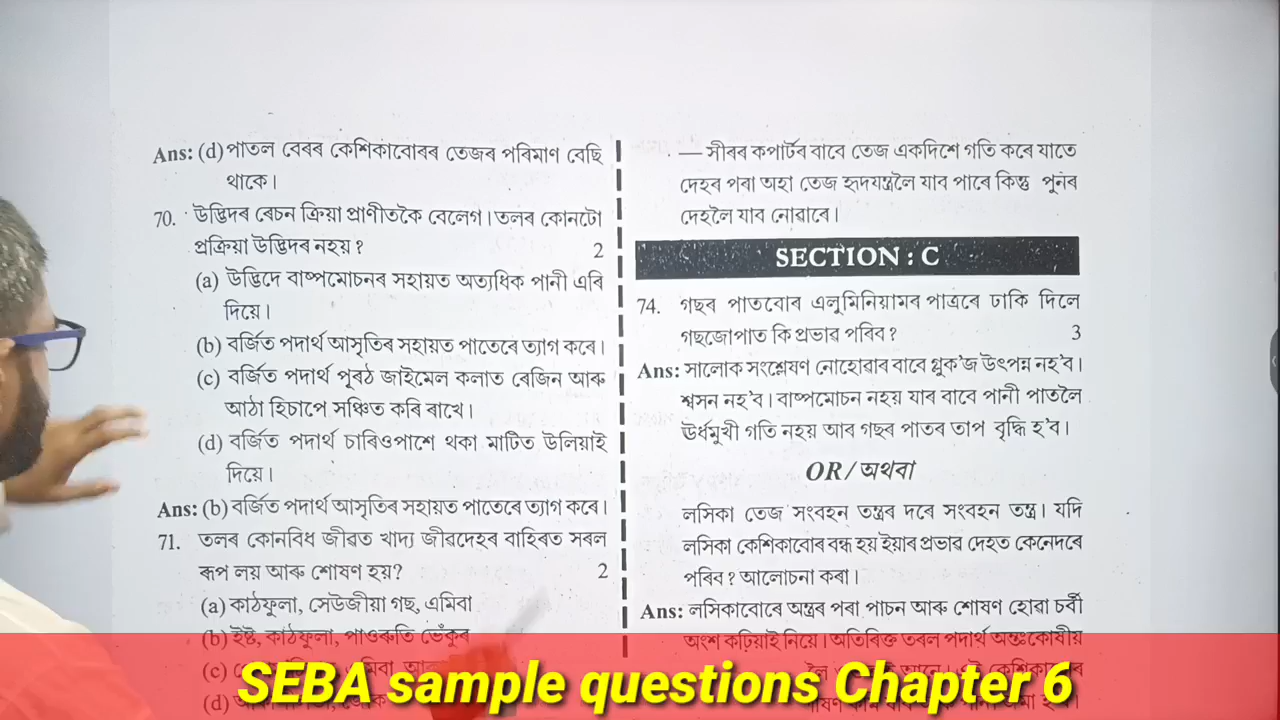 Ans: (d) পাতল বেৰৰ কেশিকাবোৰৰ তেজৰ পৰিমাণ বেছি
থাকে।
70. উদ্ভিদৰ ৰেচন ক্ৰিয়া প্ৰাণীতকৈ বেলেগ। তলৰ কোনটো
প্ৰক্ৰিয়া উদ্ভিদৰ নহয়? 2
(a) উদ্ভিদে বাষ্পমোচনৰ সহায়ত অত্যধিক পানী এৰি
দিয়ে।
(b) বৰ্জিত পদাৰ্থ আসৃতিৰ সহায়ত পাতেৰে ত্যাগ কৰে।
(c) বৰ্জিত পদাৰ্থ পূৰঠ জাইমেল কলাত ৰেজিন আৰু
আঠা হিচাপে সঞ্চিত কৰি ৰাখে।
(d) বৰ্জিত পদাৰ্থ চাৰিওপাশে থকা মাটিত উলিয়াই
দিয়ে।
Ans: (b) বৰ্জিত পদাৰ্থ আসৃতিৰ সহায়ত পাতেৰে ত্যাগ কৰে।
71. তলৰ কোনবিধ জীৱত খাদ্য জীৱদেহৰ বাহিৰত সৰল
ৰূপ লয় আৰু শোষণ হয়? 2
(a) কাঠফুলা, সেউজীয়া গছ, এমিবা
(b) ইষ্ট, কাঠফুলা, পাওৰুতি ভেঁকুৰ
(c)
(d)
— সীৰৰ কপাৰ্টৰ বাবে তেজ একদিশে গতি কৰে যাতে
দেহৰ পৰা অহা তেজ হৃদযন্ত্ৰলৈ যাব পাৰে কিন্তু পুনৰ
দেহলৈ যাব নোৱাৰে।
SECTION : C
74. গছৰ পাতবোৰ এলুমিনিয়ামৰ পাত্ৰৰে ঢাকি দিলে
গছজোপাত কি প্ৰভাৱ পৰিব? 3
Ans: সালোক সংশ্লেষণ নোহোৱাৰ বাবে গ্লুক'জ উৎপন্ন নহ'ব।
শ্বসন নহ'ব। বাষ্পমোচন নহয় যাৰ বাবে পানী পাতলৈ
ঊৰ্ধমুখী গতি নহয় আৰ গছৰ পাতৰ তাপ বৃদ্ধি হ'ব।
OR/অথবা
লসিকা তেজ সংবহন তন্ত্ৰৰ দৰে সংবহন তন্ত্ৰ। যদি
লসিকা কেশিকাবোৰ বন্ধ হয় ইয়াৰ প্ৰভাৱ দেহত কেনেদৰে
পৰিব? আলোচনা কৰা।
Ans: লসিকাবোৰে অন্ত্ৰৰ পৰা পাচন আৰু শোষণ হোৱা চৰ্বী
অংশ কঢ়িয়াই নিয়ে। অতিৰিক্ত তৰল পদাৰ্থ অন্তঃকোষীয়
SEBA sample questions Chapter 6